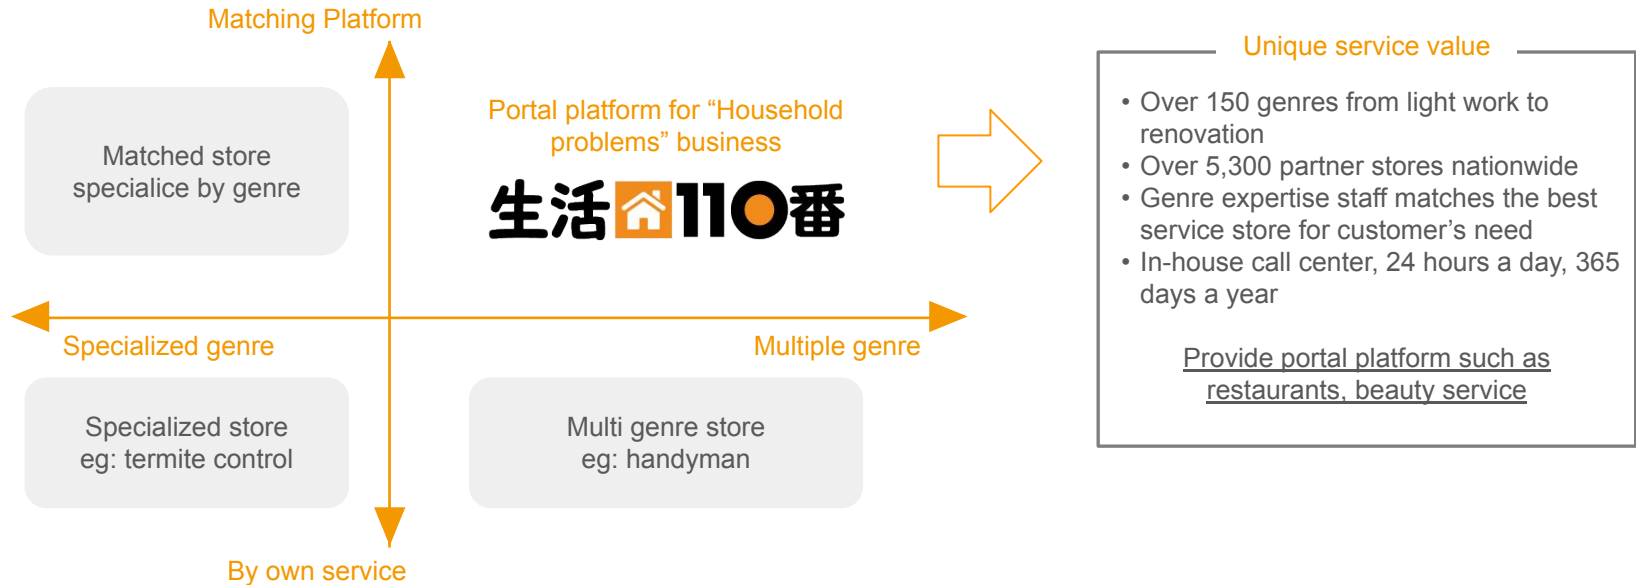 Matching Platform
Matched store
specialice by genre
Portal platform for “Household
problems” business
生活110番
Specialized genre
Multiple genre
Specialized store
eg: termite control
Multi genre store
eg: handyman
By own service
Unique service value
• Over 150 genres from light work to
renovation
• Over 5,300 partner stores nationwide
• Genre expertise staff matches the best
service store for customer’s need
• In-house call center, 24 hours a day, 365
days a year
Provide portal platform such as
restaurants, beauty service